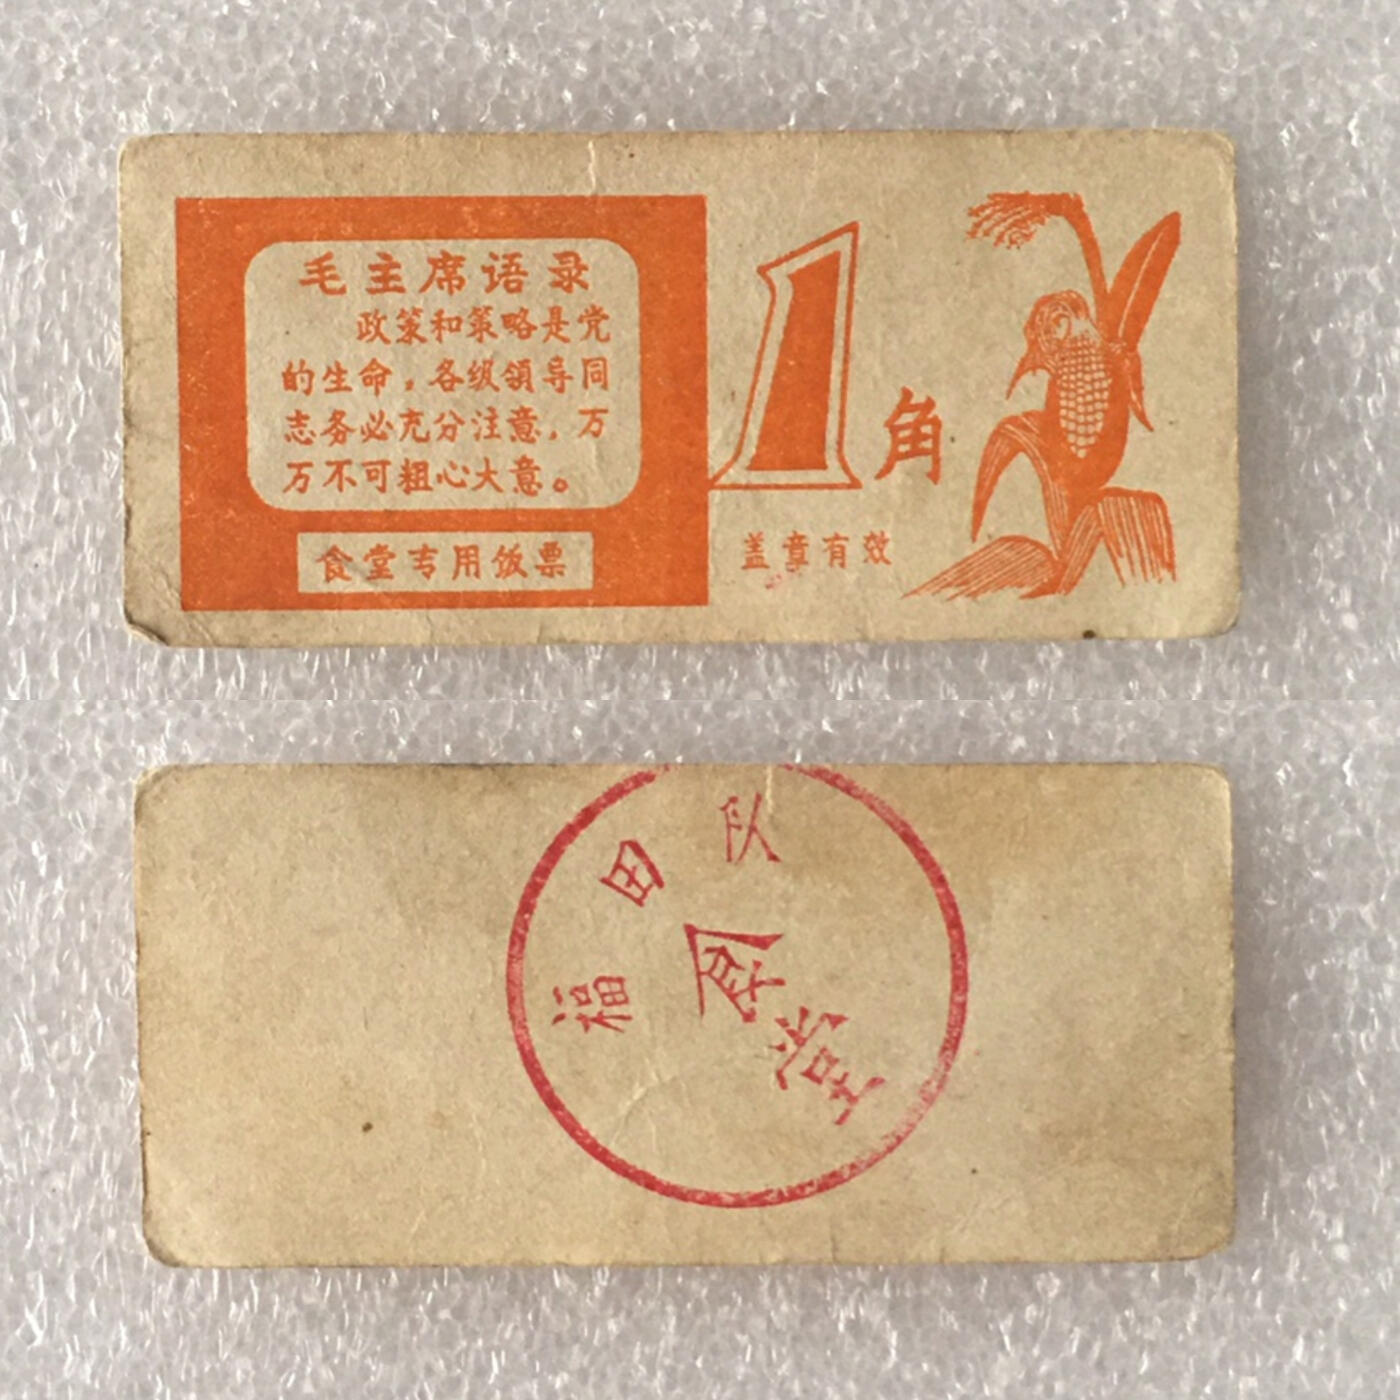 毛主席语录
政策和策略是党
的生命，各级领导同
志务必充分注意，万
万不可粗心大意。
食堂专用饭票
1角
盖章有效
福田队
食堂